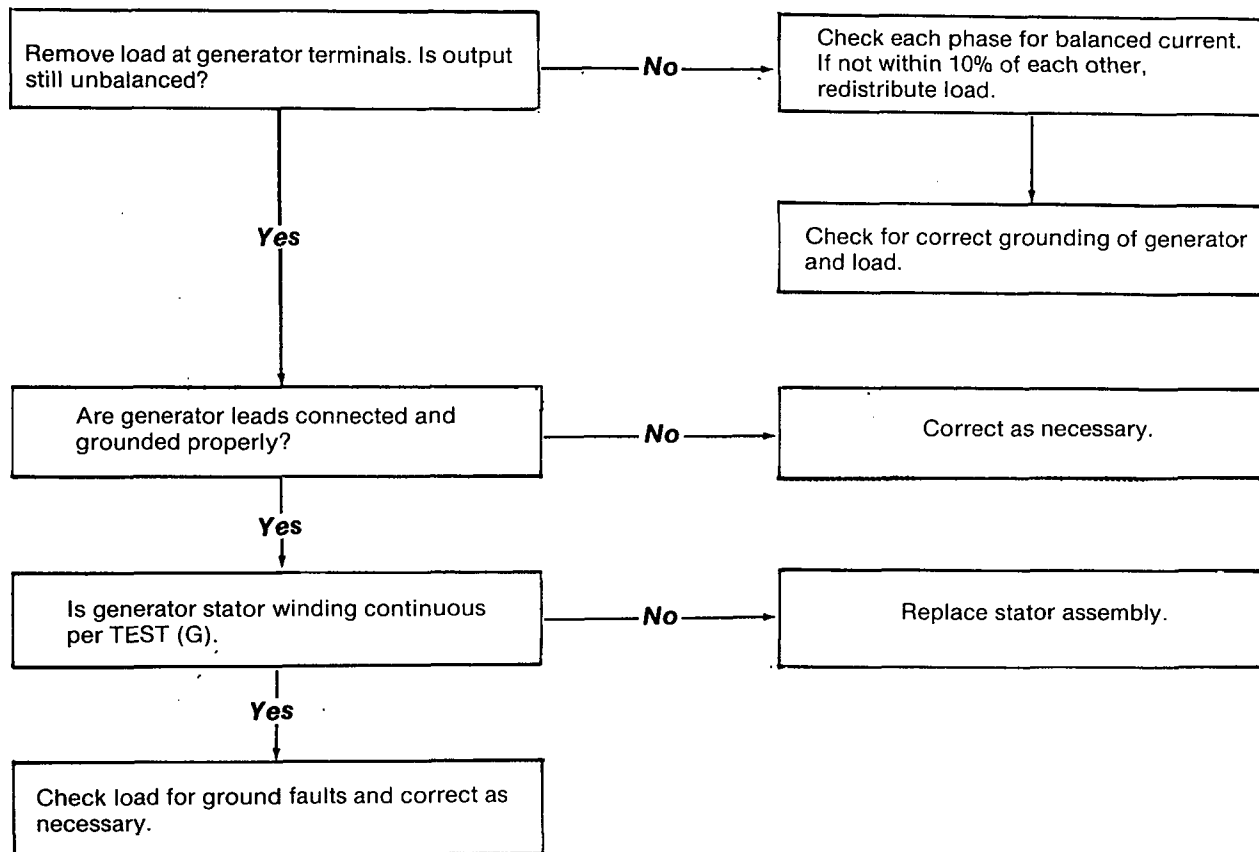 Remove load at generator terminals. Is output
still unbalanced?
No
Check each phase for balanced current.
If not within 10% of each other,
redistribute load.
Check for correct grounding of generator
and load.
Yes
Are generator leads connected and
grounded properly?
No
Correct as necessary.
Yes
Is generator stator winding continuous
per TEST (G).
No
Replace stator assembly.
Yes
Check load for ground faults and correct as
necessary.